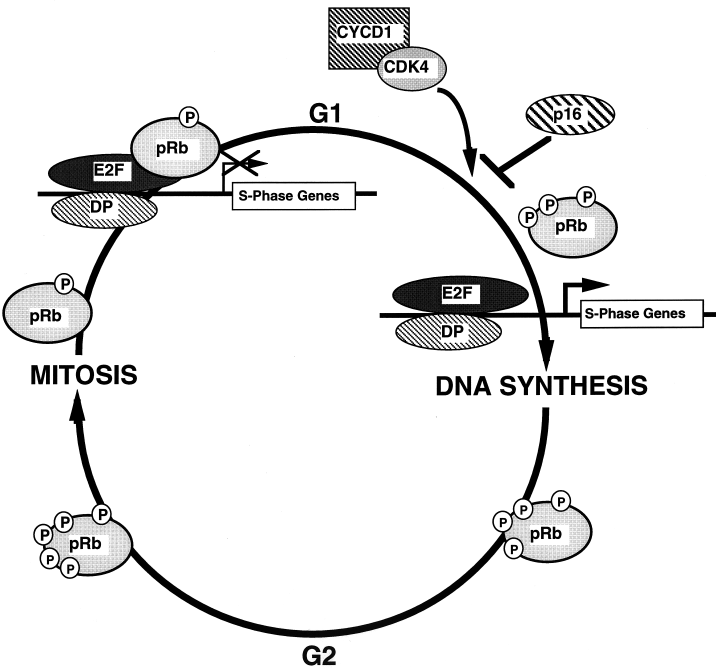 CYCD1
CDK4
G1
p16
P
pRb
E2F
DP
S-Phase Genes
P
P
P
pRb
P
pRb
E2F
DP
S-Phase Genes
MITOSIS
DNA SYNTHESIS
P
P
P
P
pRb
P
P
P
P
P
pRb
G2